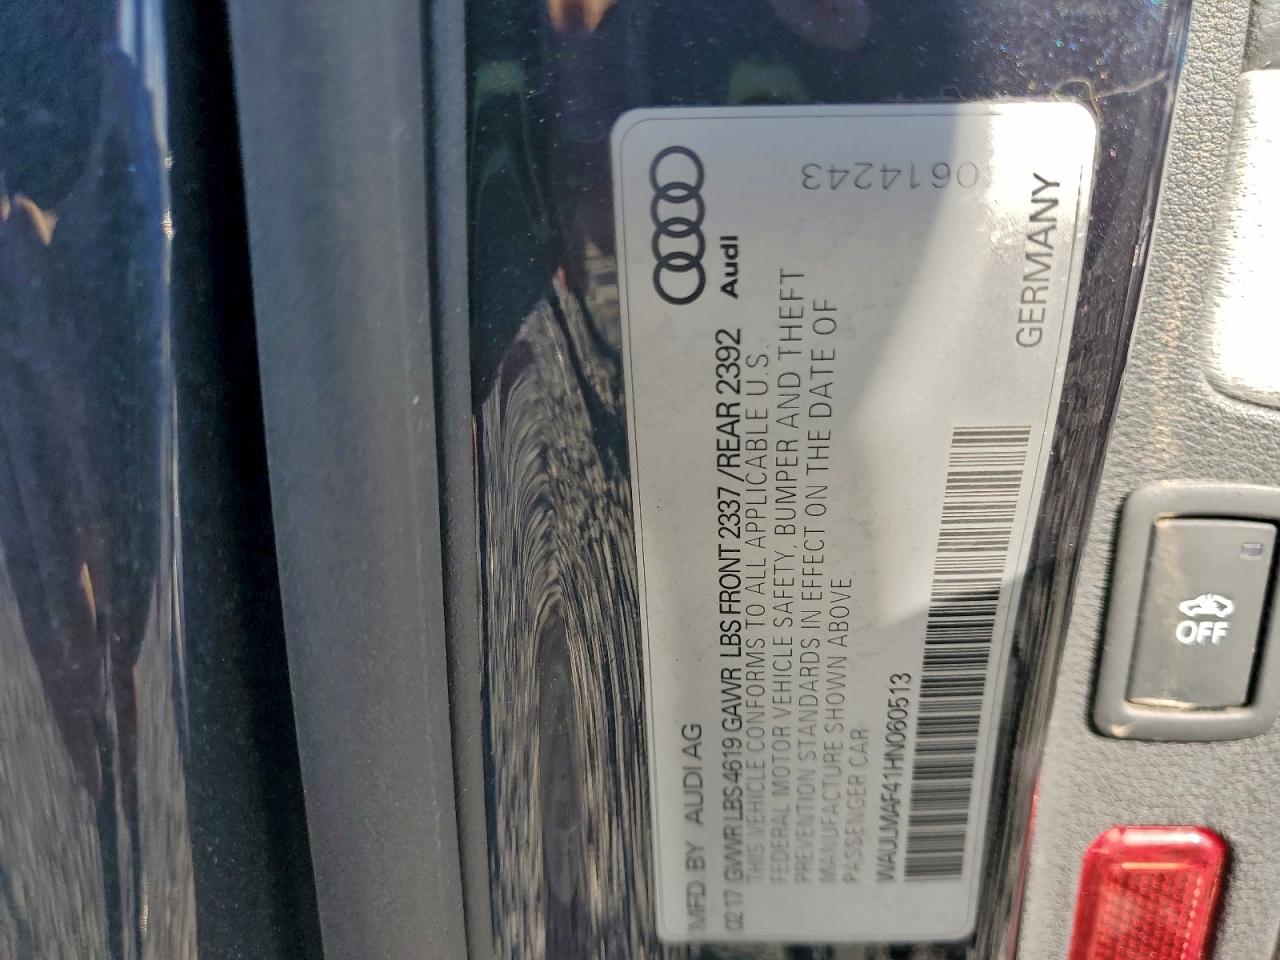 MFD. BY AUDI AG
Audi
02 17 GVWR LBS 4619 GAWR LBS FRONT 2337 /REAR 2392
THIS VEHICLE CONFORMS TO ALL APPLICABLE U.S.
FEDERAL MOTOR VEHICLE SAFETY, BUMPER AND THEFT
PREVENTION STANDARDS IN EFFECT ON THE DATE OF
MANUFACTURE SHOWN ABOVE
PASSENGER CAR
WAULMAF41HN060513
GERMANY
0614243
OFF